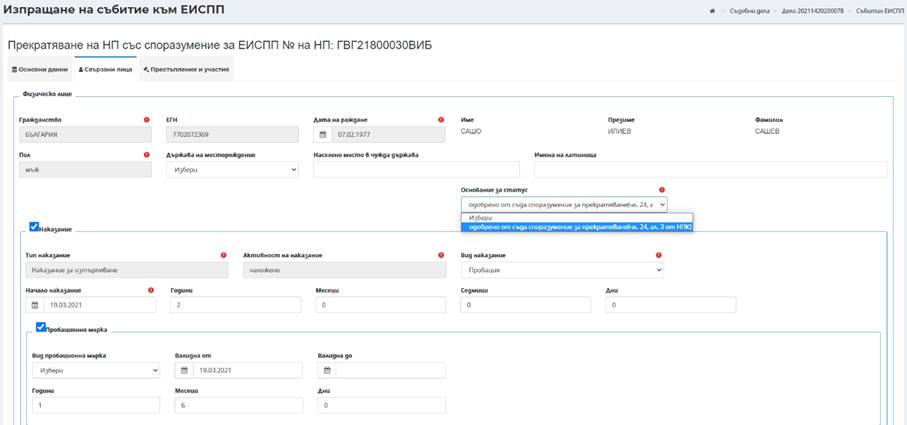 Изпращане на събитие към ЕИСПП
Съдебни дела - Дело 20211420200078 - Събития ЕИСПП
Прекратяване на НП със споразумение за ЕИСПП № на НП: ГВГ21800030ВИБ
Основни данни Свързани лица Престъпления и участия
Физическо лице
Гражданство ЕГН Дата на раждане Име Презиме Фамилия
БЪЛГАРИЯ 7702072369 07.02.1977 САШО ИЛИЕВ САШЕВ
Пол Държава на месторождение Населено място в чужда държава Имена на латиница
мъж Избери
Основание за статус
одобрено от съда споразумение за прекратяване(чл. 24, а
Избери
одобрено от съда споразумение за прекратяване(чл. 24, ал. 3 от НПК)
Наказание
Тип наказание Активност на наказание Вид наказание
Наказание за изтърпяване наложено Пробация
Начало наказание Години Месеци Седмици Дни
19.03.2021 2 0 0 0
Пробационна мярка
Вид пробационна мярка Валидна от Валидна до
Избери 19.03.2021
Години Месеци Дни
1 6 0